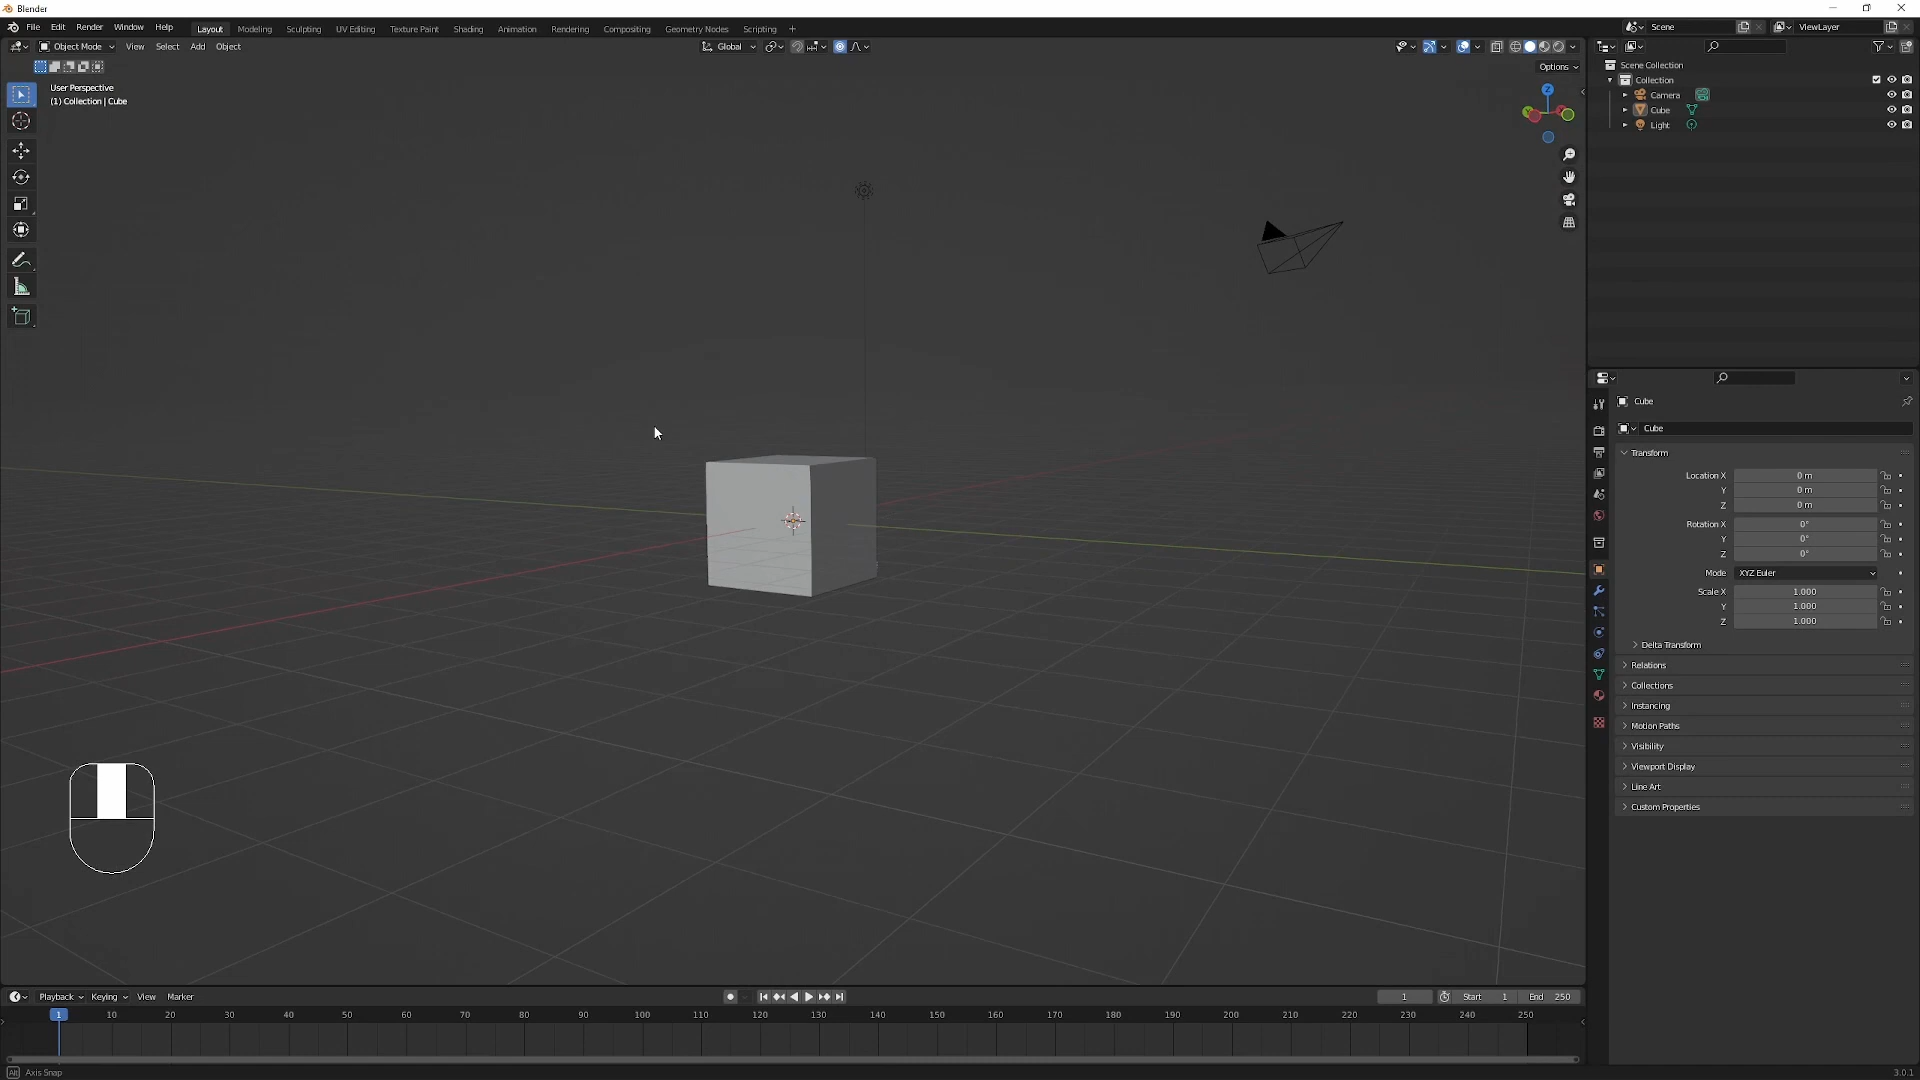 Blender
File Edit Render Window Help Layout Modeling Sculpting UV Editing Texture Paint Shading Animation Rendering Compositing Geometry Nodes Scripting + Scene ViewLayer
Object Mode View Select Add Object Global
Options
User Perspective
(1) Collection | Cube
Z
Scene Collection
Collection
Camera
Cube
Light
Cube
Cube
Transform
Location X 0 m
Y 0 m
Z 0 m
Rotation X 0°
Y 0°
Z 0°
Mode XYZ Euler
Scale X 1.000
Y 1.000
Z 1.000
Delta Transform
Relations
Collections
Instancing
Motion Paths
Visibility
Viewport Display
Line Art
Custom Properties
Playback Keying View Marker 1 Start 1 End 250
1 10 20 30 40 50 60 70 80 90 100 110 120 130 140 150 160 170 180 190 200 210 220 230 240 250
Alt Axis Snap 3.0.1